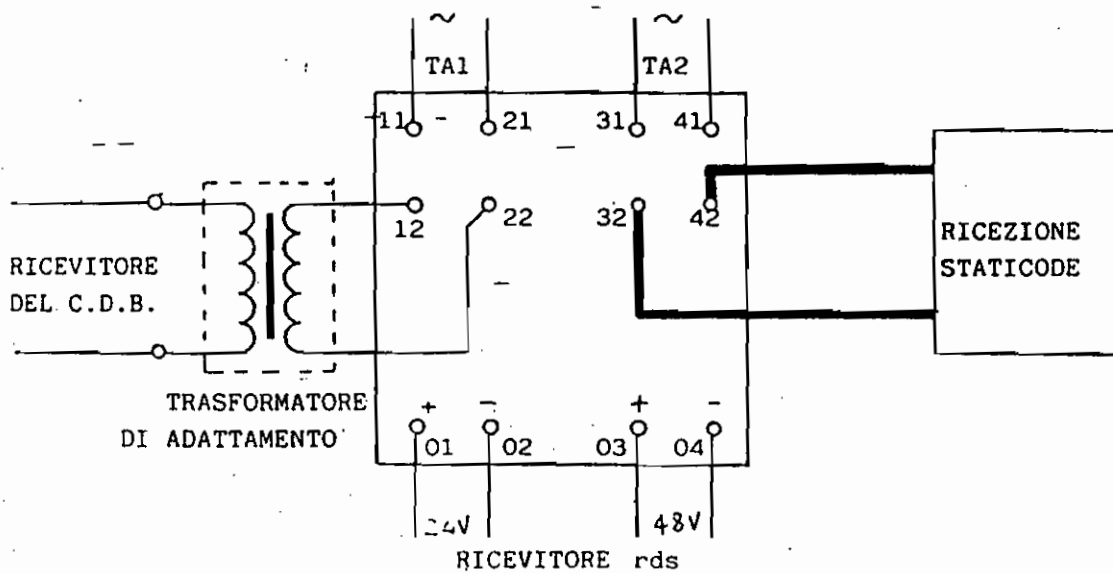 ~ ~
TA1 TA2
11 21 31 41
12 22 32 42
RICEVITORE
DEL C.D.B.
RICEZIONE
STATICODE
TRASFORMATORE
DI ADATTAMENTO
+ - + -
01 02 03 04
24V 48V
RICEVITORE rds